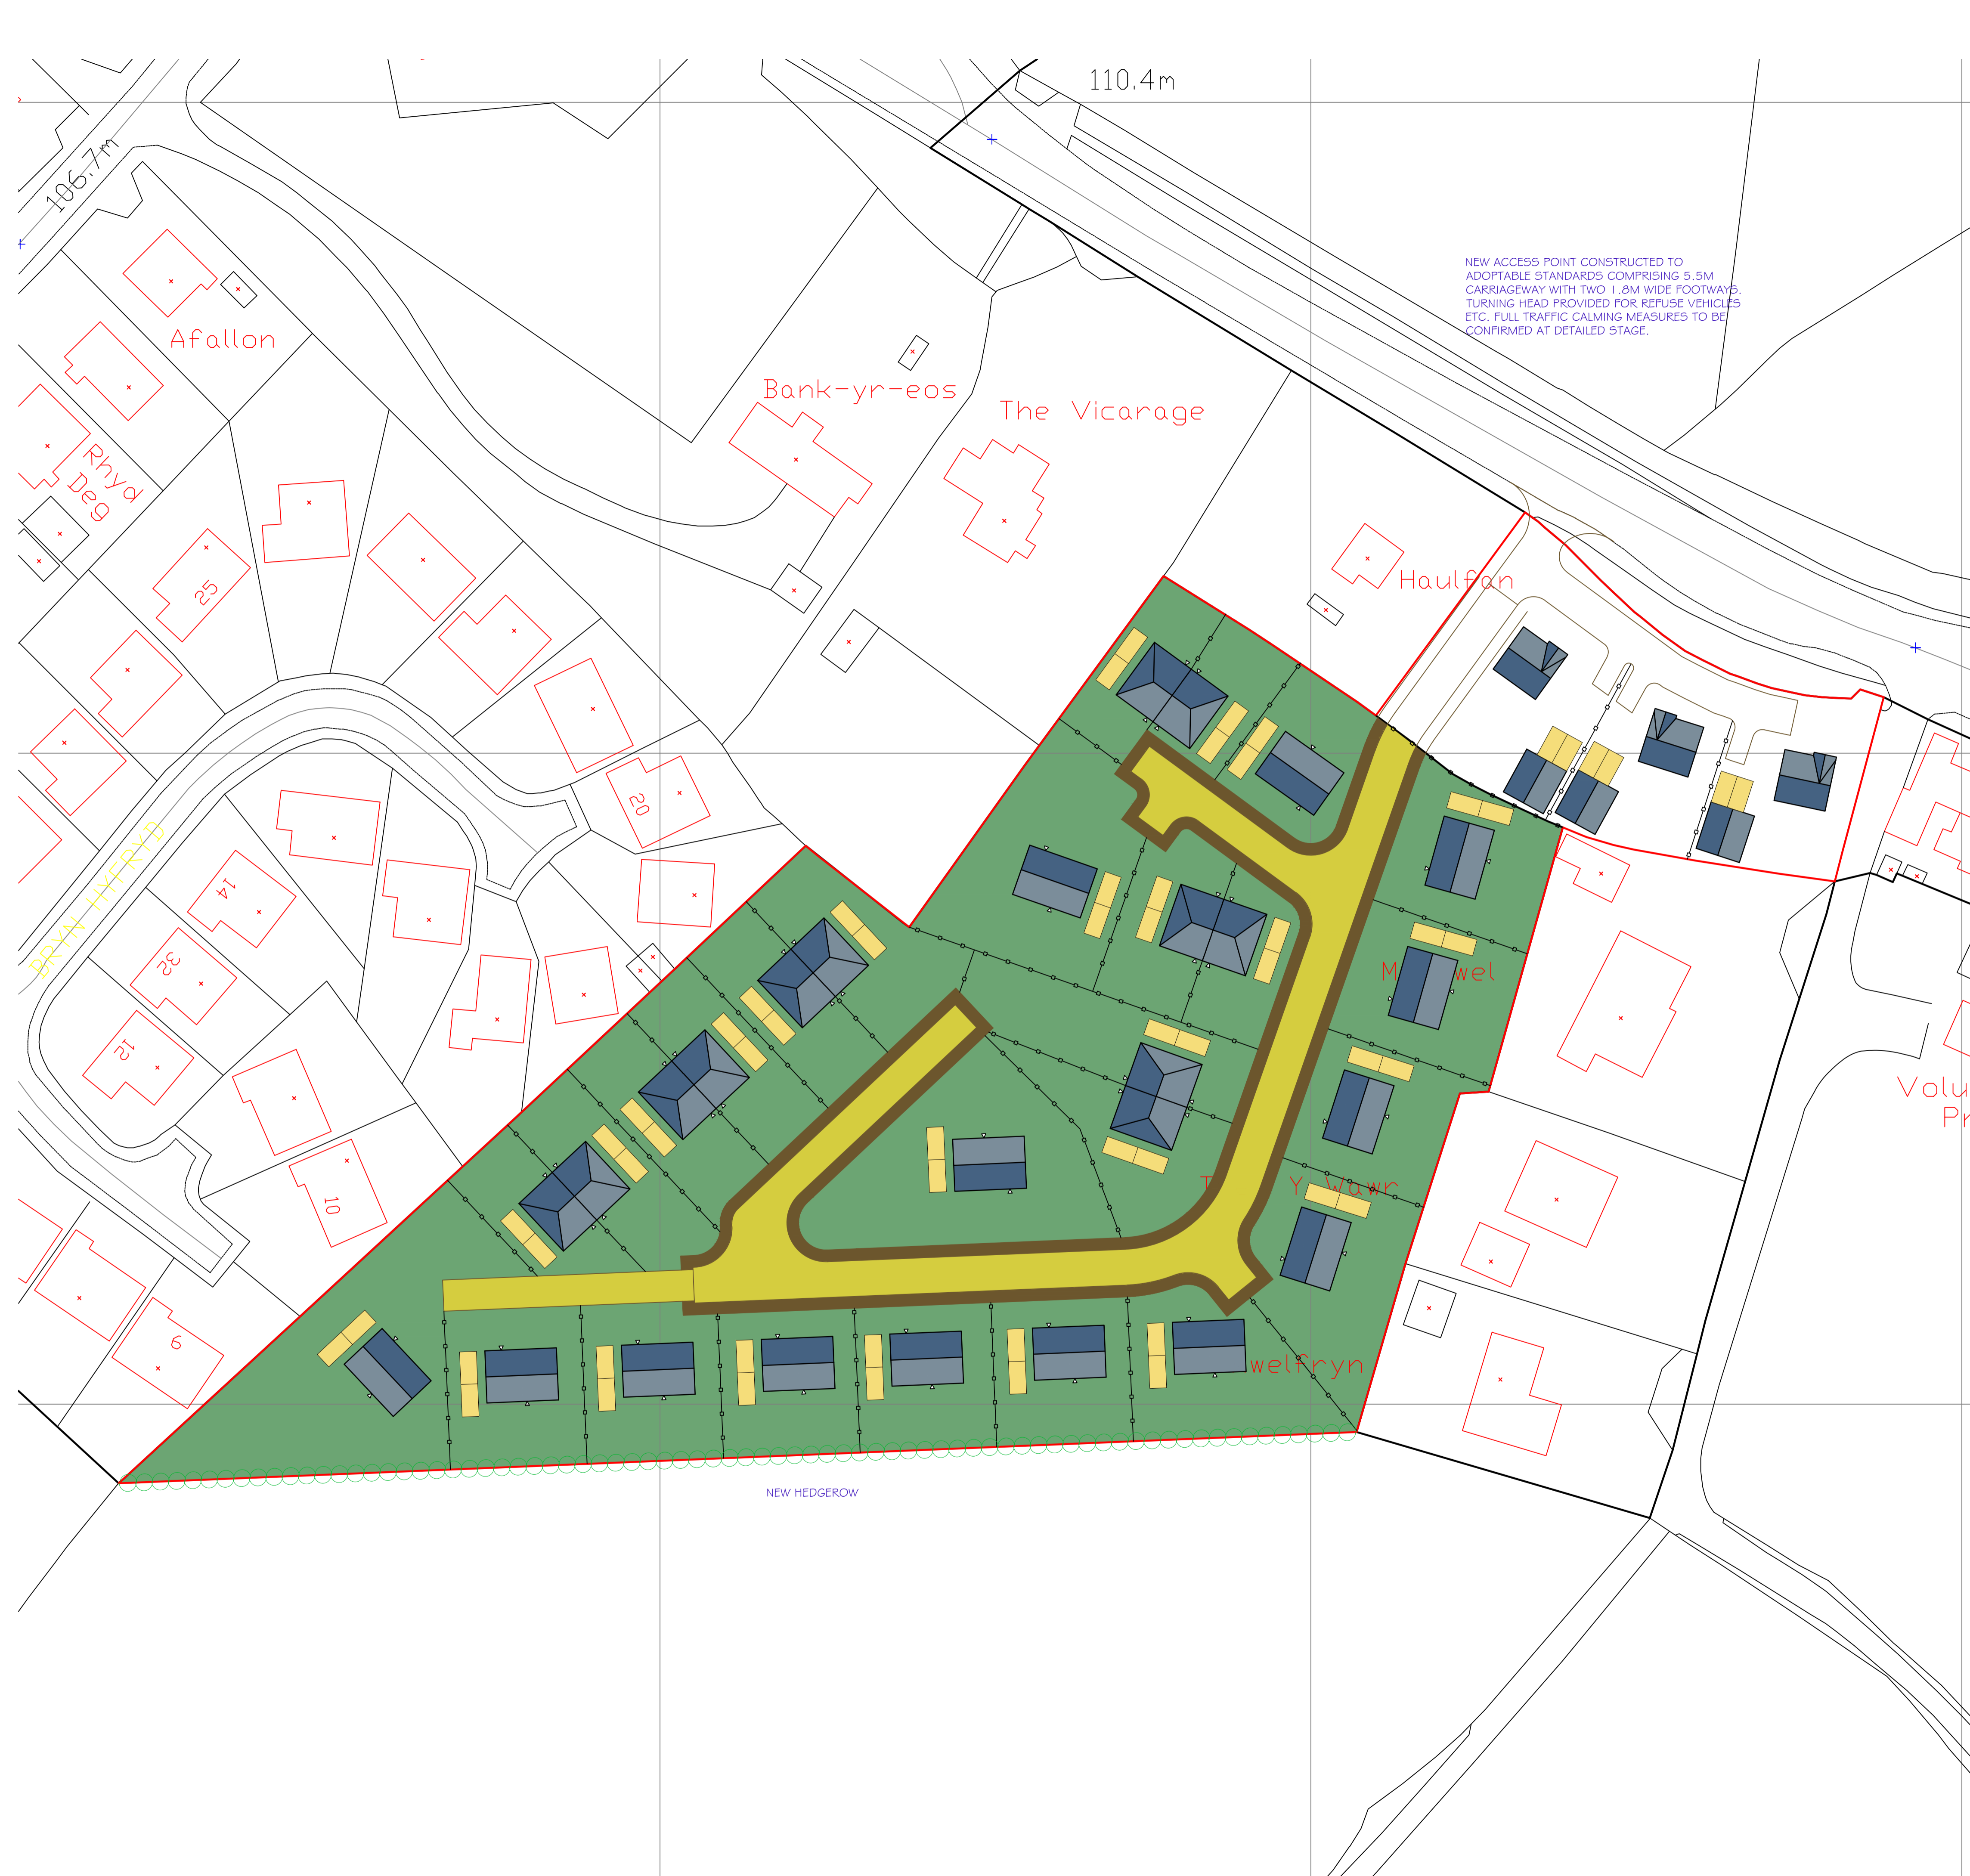 110.4m
106.7m
NEW ACCESS POINT CONSTRUCTED TO
ADOPTABLE STANDARDS COMPRISING 5.5M
CARRIAGEWAY WITH TWO 1.8M WIDE FOOTWAYS.
TURNING HEAD PROVIDED FOR REFUSE VEHICLES
ETC. FULL TRAFFIC CALMING MEASURES TO BE
CONFIRMED AT DETAILED STAGE.
Afallon
Bank-yr-eos
The Vicarage
Rhyd
Deg
Haulfan
25
20
BRYN HYFRYD
14
32
12
10
9
Y Wawr
welfryn
NEW HEDGEROW